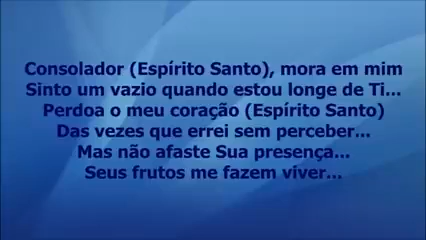 Consolador (Espírito Santo), mora em mim
Sinto um vazio quando estou longe de Ti...
Perdoa o meu coração (Espírito Santo)
Das vezes que errei sem perceber...
Mas não afaste Sua presença...
Seus frutos me fazem viver...